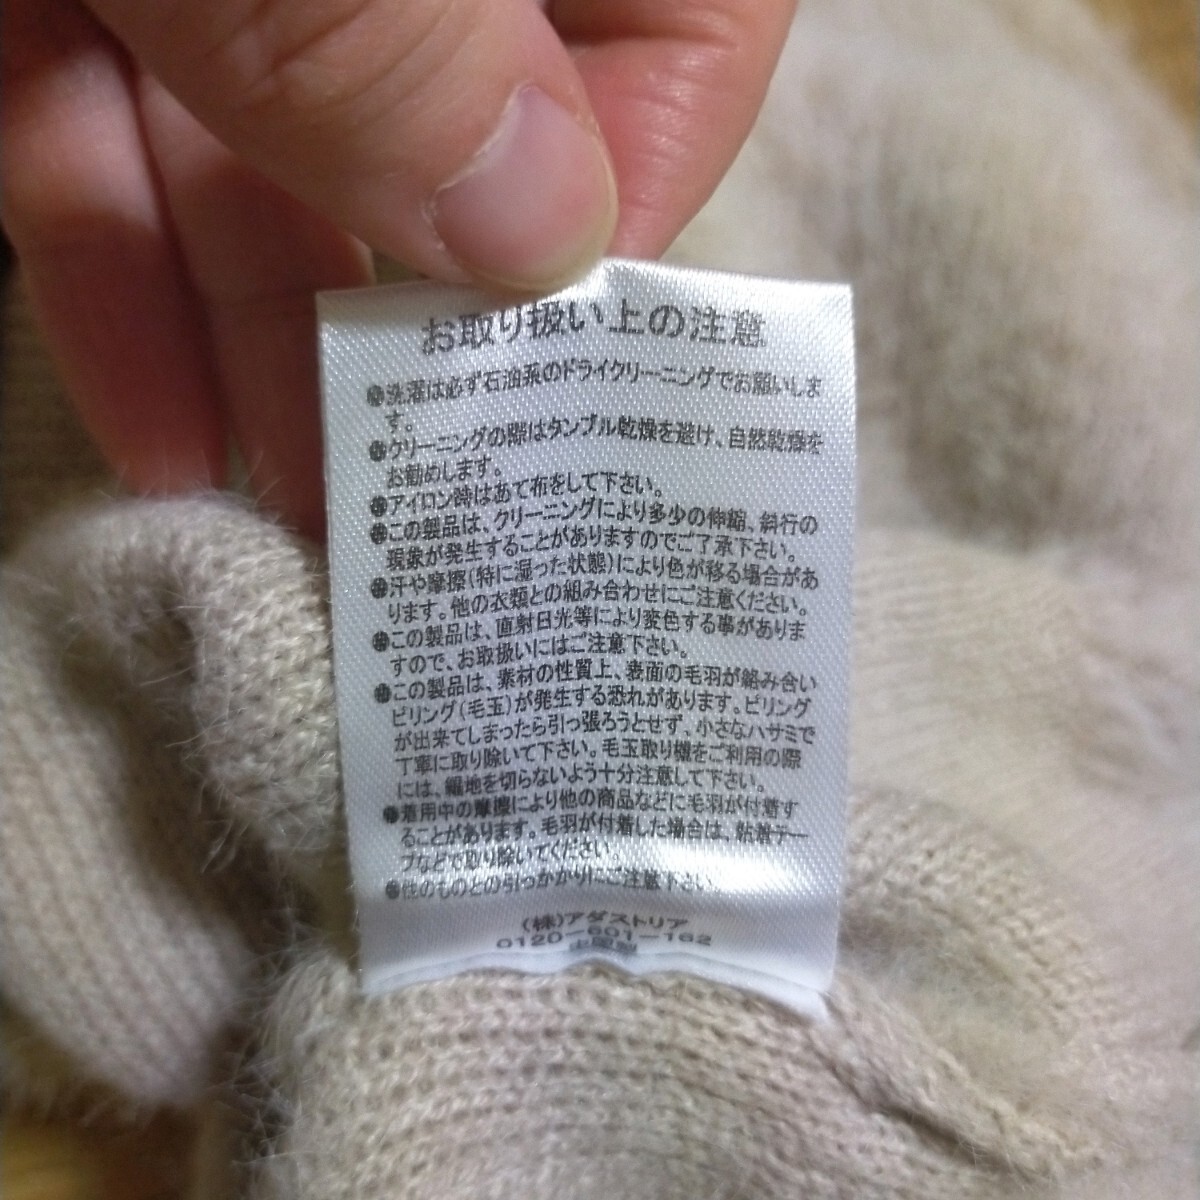 お取り扱い上の注意
●洗濯は必ず石油系のドライクリーニングでお願いしま
す。
●クリーニングの際はタンブル乾燥を避け、自然乾燥を
お勧めします。
●アイロン時はあて布をして下さい。
●この製品は、クリーニングにより多少の伸縮、斜行の
現象が発生することがありますのでご了承下さい。
●汗や摩擦(特に湿った状態)により色が移る場合があ
ります。他の衣類との組み合わせにご注意ください。
●この製品は、直射日光等により変色する事がありま
すので、お取扱いにはご注意下さい。
●この製品は、素材の性質上、表面の毛羽が絡み合い
ピリング(毛玉)が発生する恐れがあります。ピリング
が出来てしまったら引っ張ろうとせず、小さなハサミで
丁寧に取り除いて下さい。毛玉取り機をご利用の際
には、編地を切らないよう十分注意して下さい。
●着用中の摩擦により他の商品などに毛羽が付着す
ることがあります。毛羽が付着した場合は、粘着テー
プなどで取り除いてください。
●他のものとの引っかかりにご注意下さい
(株)アダストリア
0120-601-162
中国製